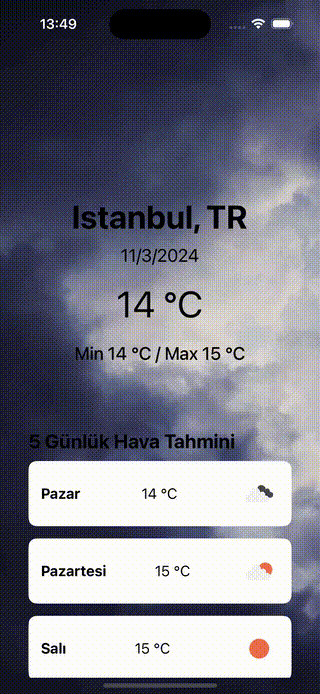 13:49
Istanbul, TR
11/3/2024
14 °C
Min 14 °C / Max 15 °C
5 Günlük Hava Tahmini
Pazar 14 °C
Pazartesi 15 °C
Salı 15 °C